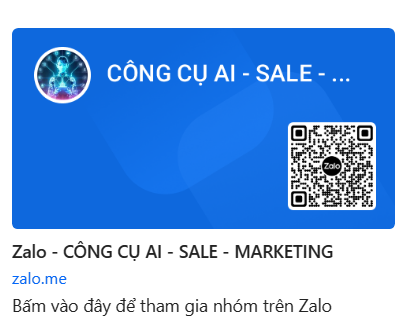 CÔNG CỤ AI - SALE - ...
Zalo
Zalo - CÔNG CỤ AI - SALE - MARKETING
zalo.me
Bấm vào đây để tham gia nhóm trên Zalo